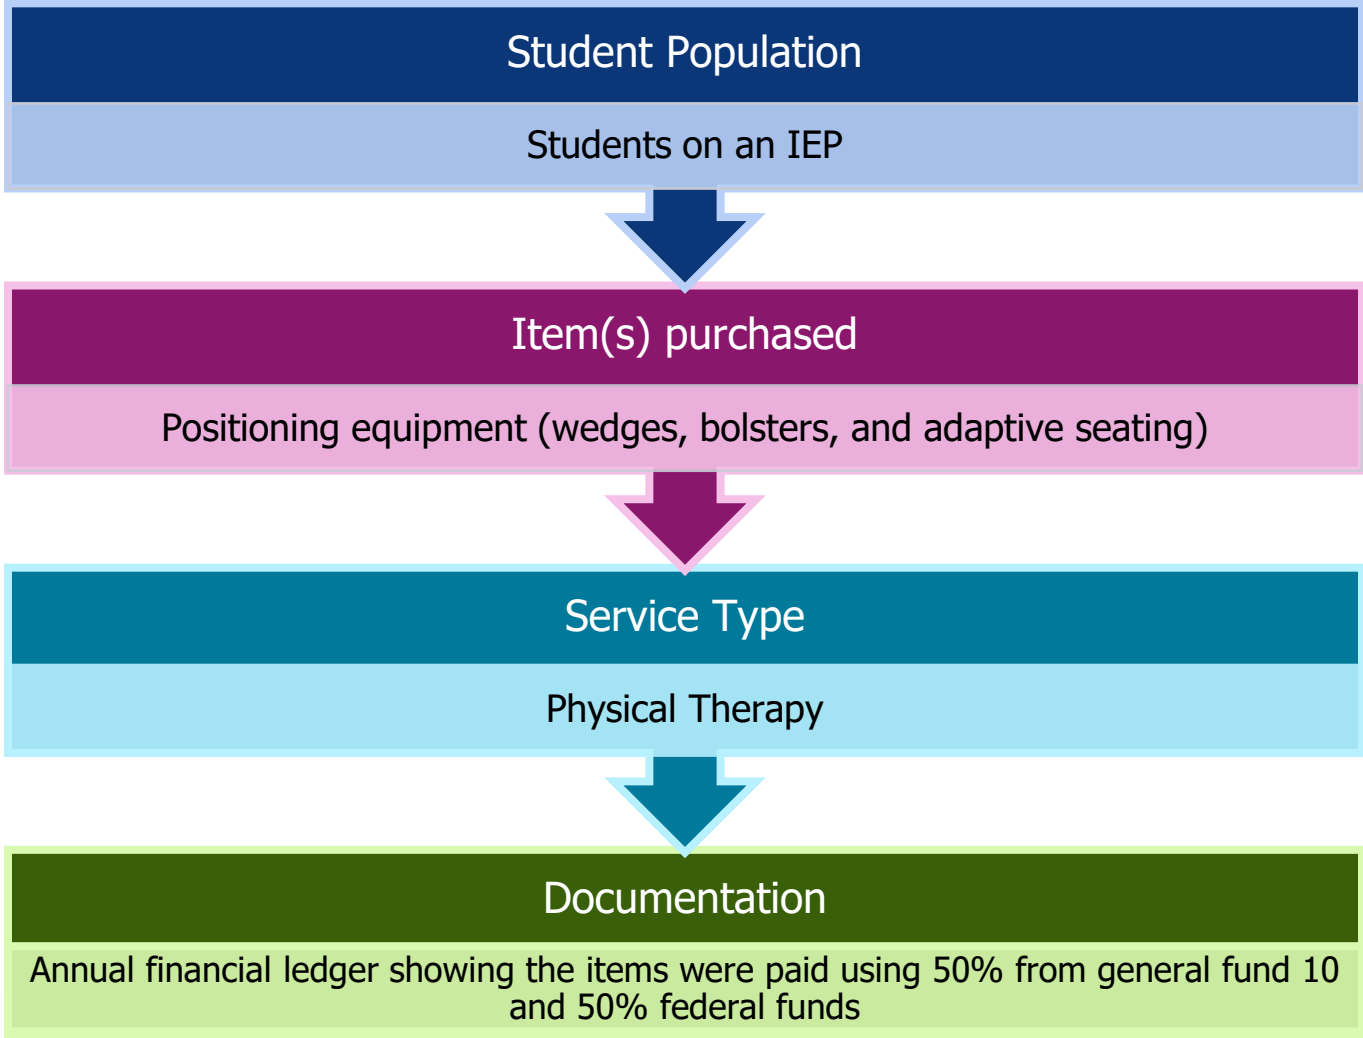 Student Population
Students on an IEP
Item(s) purchased
Positioning equipment (wedges, bolsters, and adaptive seating)
Service Type
Physical Therapy
Documentation
Annual financial ledger showing the items were paid using 50% from general fund 10
and 50% federal funds